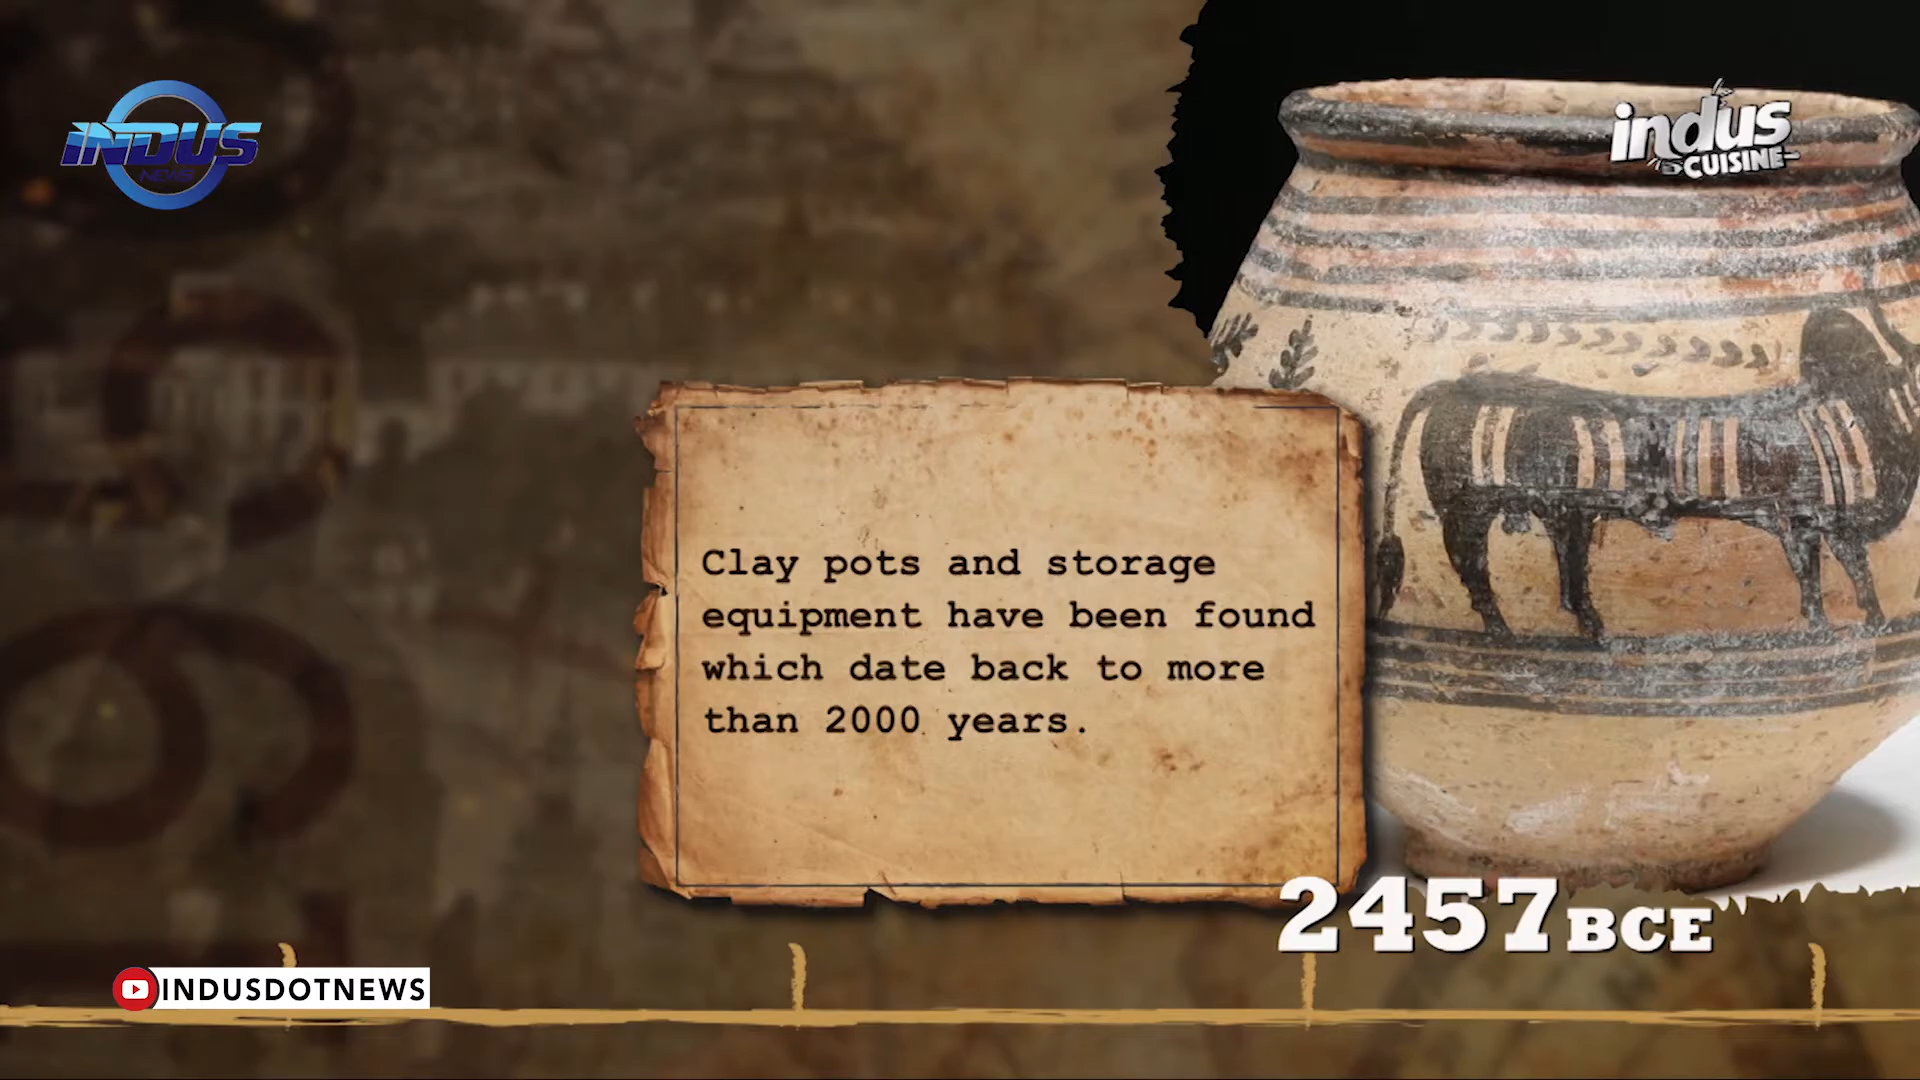 INDUS
NEWS
indus
CUISINE
Clay pots and storage
equipment have been found
which date back to more
than 2000 years.
2457 BCE
INDUSDOTNEWS